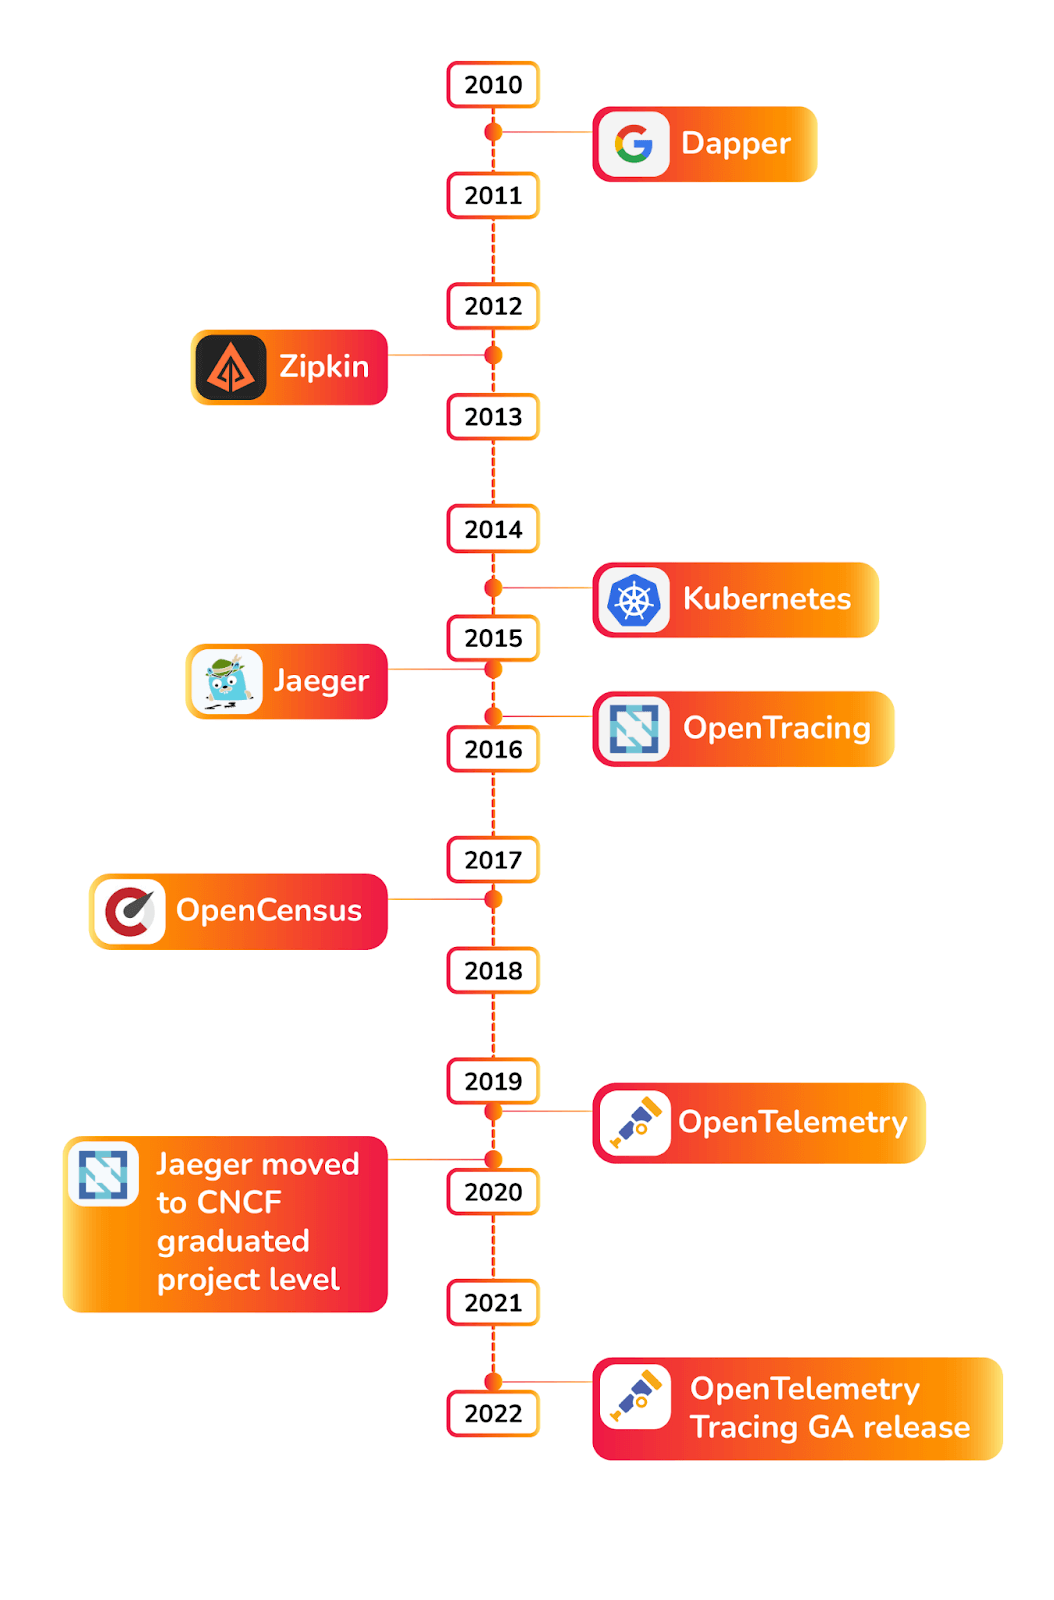 2010
Dapper
2011
2012
Zipkin
2013
2014
Kubernetes
2015
Jaeger
OpenTracing
2016
2017
OpenCensus
2018
2019
OpenTelemetry
Jaeger moved
to CNCF
graduated
project level
2020
2021
OpenTelemetry
Tracing GA release
2022